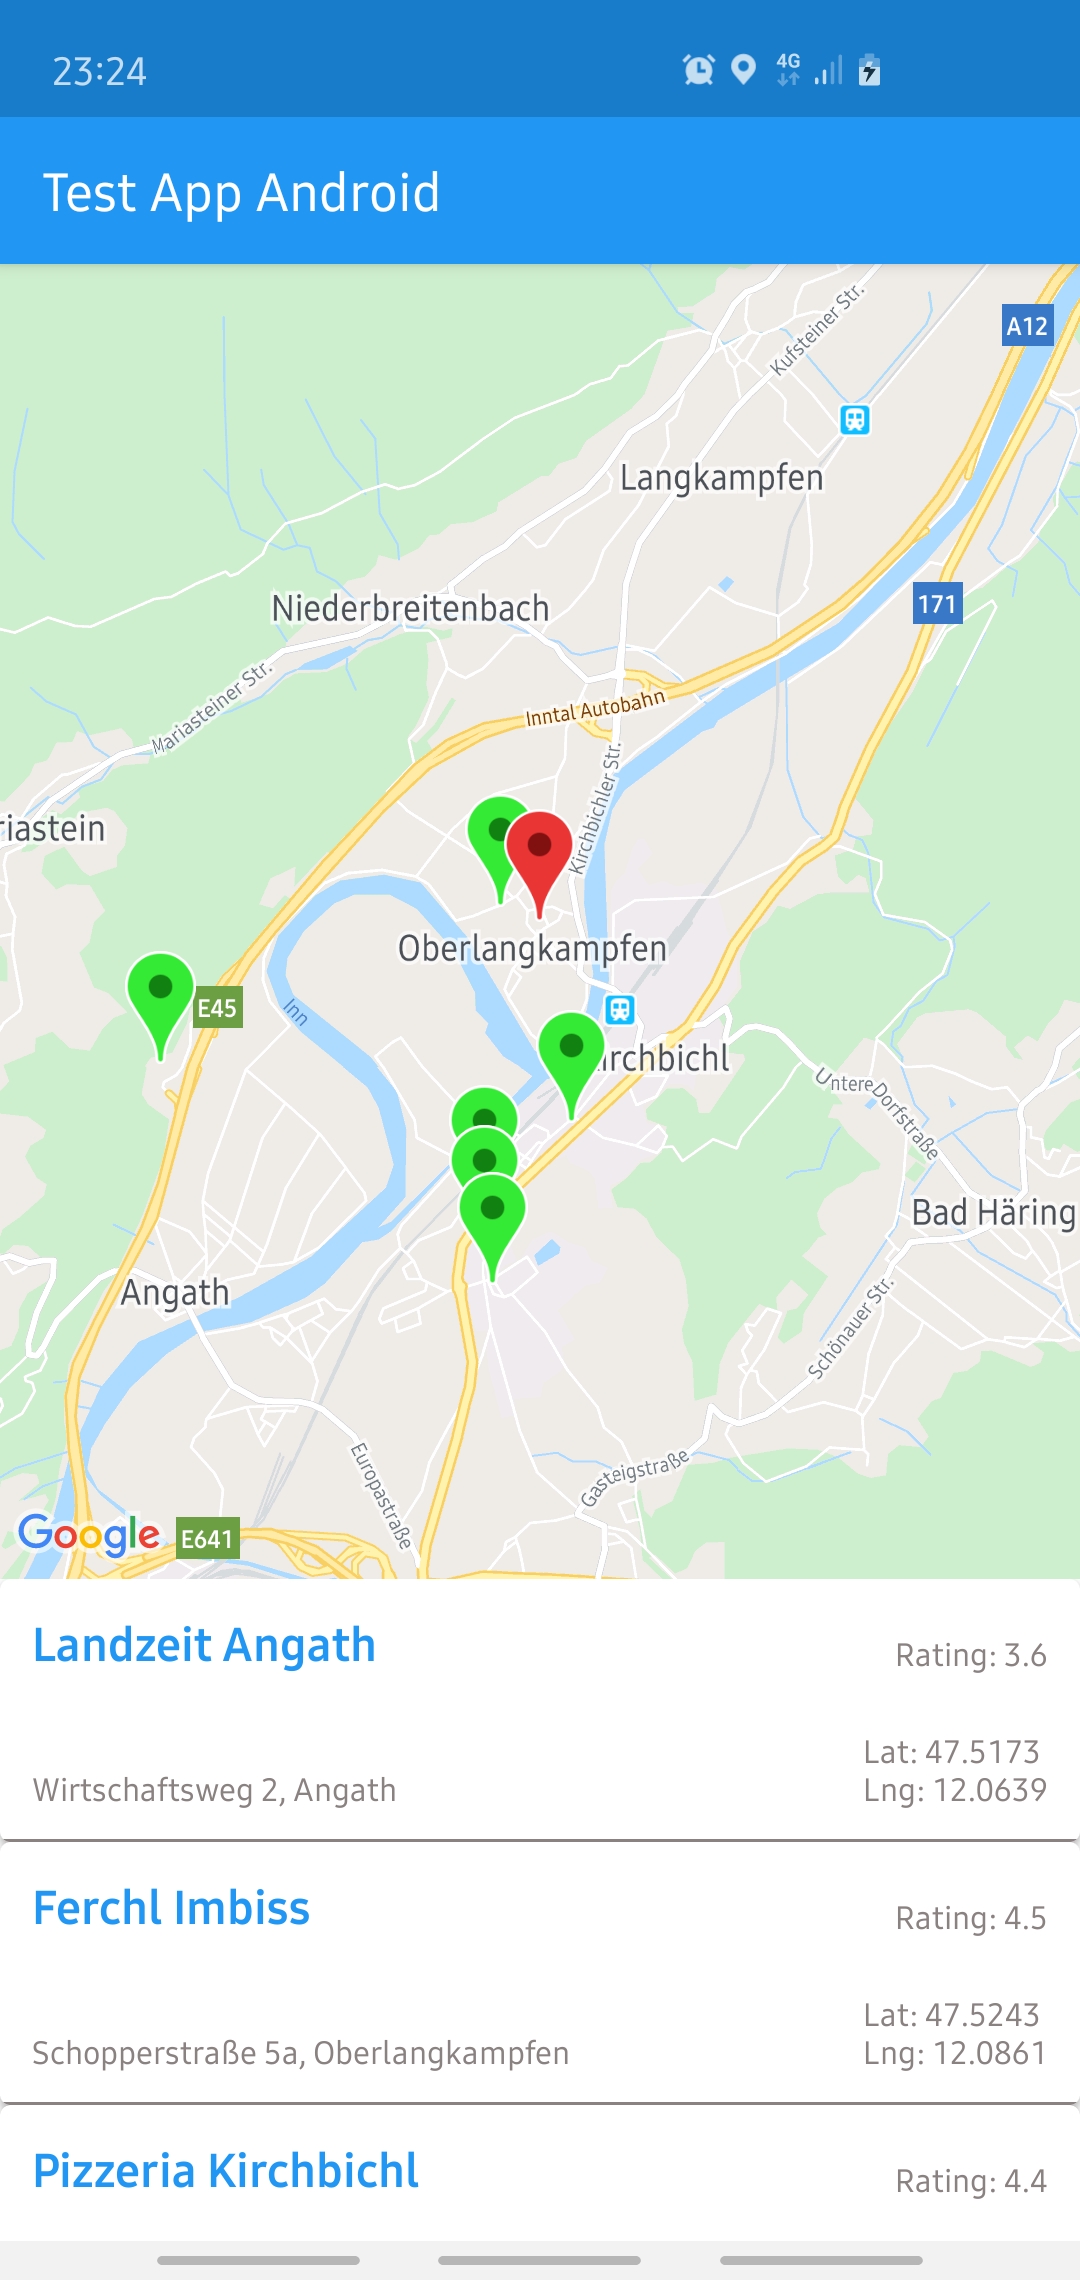 23:24
4G
Test App Android
A12
Kufsteiner Str.
Langkampfen
171
Niederbreitenbach
Mariasteiner Str.
Inntal Autobahn
Kirchbichler Str.
riastein
Oberlangkampfen
E45
Inn
irchbichl
Untere Dorfstraße
Bad Häring
Angath
Schönauer Str.
Europastraße
Gasteigstraße
Google
E641
Landzeit Angath
Rating: 3.6
Lat: 47.5173
Wirtschaftsweg 2, Angath
Lng: 12.0639
Ferchl Imbiss
Rating: 4.5
Lat: 47.5243
Schopperstraße 5a, Oberlangkampfen
Lng: 12.0861
Pizzeria Kirchbichl
Rating: 4.4